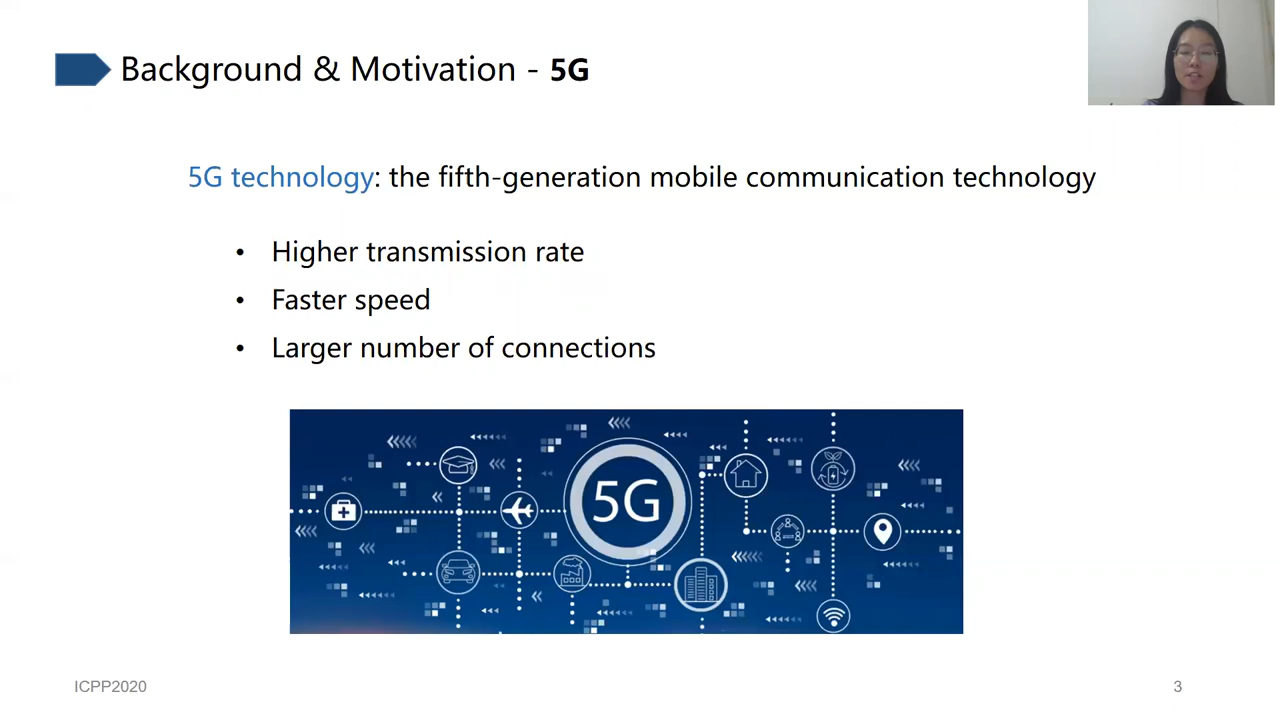 Background & Motivation - 5G
5G technology: the fifth-generation mobile communication technology
• Higher transmission rate
• Faster speed
• Larger number of connections
5G
ICPP2020
3